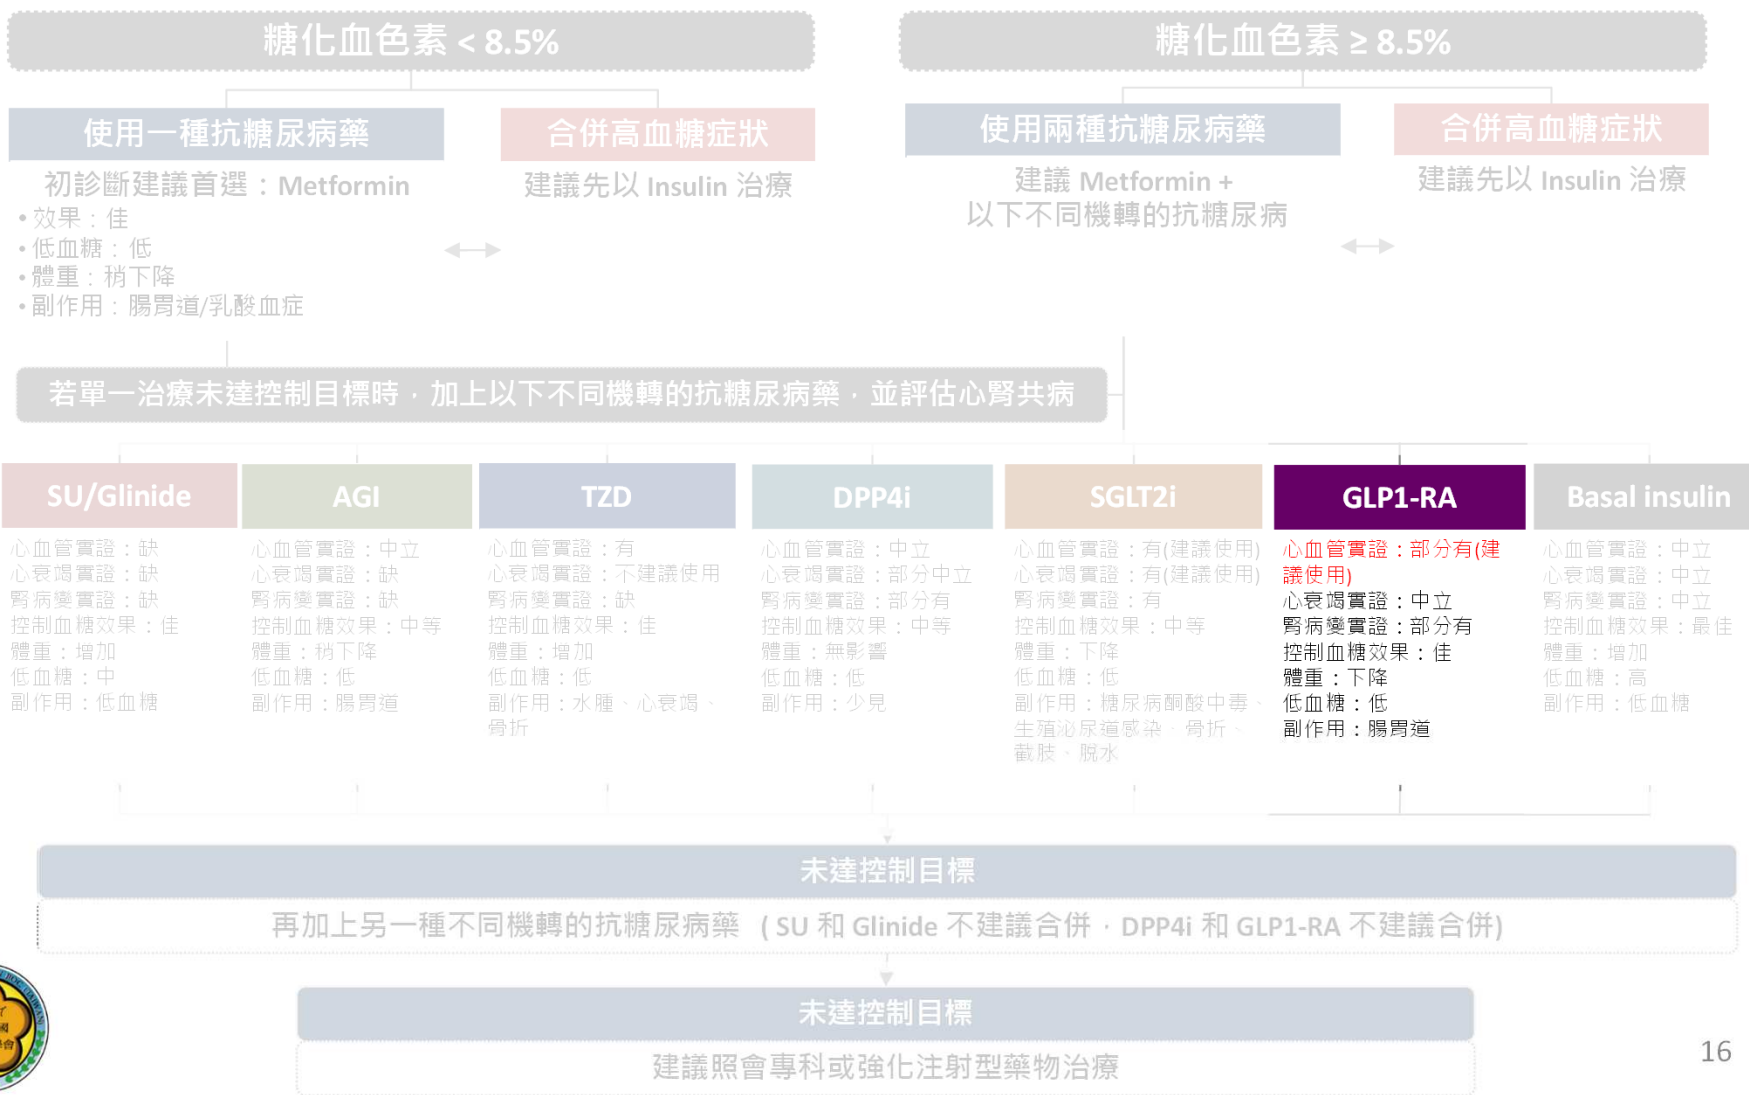 糖化血色素 < 8.5%
糖化血色素 ≥ 8.5%
使用一種抗糖尿病藥
合併高血糖症狀
使用兩種抗糖尿病藥
合併高血糖症狀
初診斷建議首選：Metformin
• 效果：佳
• 低血糖：低
• 體重：稍下降
• 副作用：腸胃道/乳酸血症
建議先以 Insulin 治療
建議 Metformin +
以下不同機轉的抗糖尿病
建議先以 Insulin 治療
若單一治療未達控制目標時，加上以下不同機轉的抗糖尿病藥，並評估心腎共病
SU/Glinide
心血管實證：缺
心衰竭實證：缺
腎病變實證：缺
控制血糖效果：佳
體重：增加
低血糖：中
副作用：低血糖
AGI
心血管實證：中立
心衰竭實證：缺
腎病變實證：缺
控制血糖效果：中等
體重：稍下降
低血糖：低
副作用：腸胃道
TZD
心血管實證：有
心衰竭實證：不建議使用
腎病變實證：缺
控制血糖效果：佳
體重：增加
低血糖：低
副作用：水腫、心衰竭、
骨折
DPP4i
心血管實證：中立
心衰竭實證：部分中立
腎病變實證：部分有
控制血糖效果：中等
體重：無影響
低血糖：低
副作用：少見
SGLT2i
心血管實證：有(建議使用)
心衰竭實證：有(建議使用)
腎病變實證：有
控制血糖效果：中等
體重：下降
低血糖：低
副作用：糖尿病酮酸中毒、
生殖泌尿道感染、骨折、
截肢、脫水
GLP1-RA
心血管實證：部分有(建
議使用)
心衰竭實證：中立
腎病變實證：部分有
控制血糖效果：佳
體重：下降
低血糖：低
副作用：腸胃道
Basal insulin
心血管實證：中立
心衰竭實證：中立
腎病變實證：中立
控制血糖效果：最佳
體重：增加
低血糖：高
副作用：低血糖
未達控制目標
再加上另一種不同機轉的抗糖尿病藥 ( SU 和 Glinide 不建議合併，DPP4i 和 GLP1-RA 不建議合併)
未達控制目標
建議照會專科或強化注射型藥物治療
16